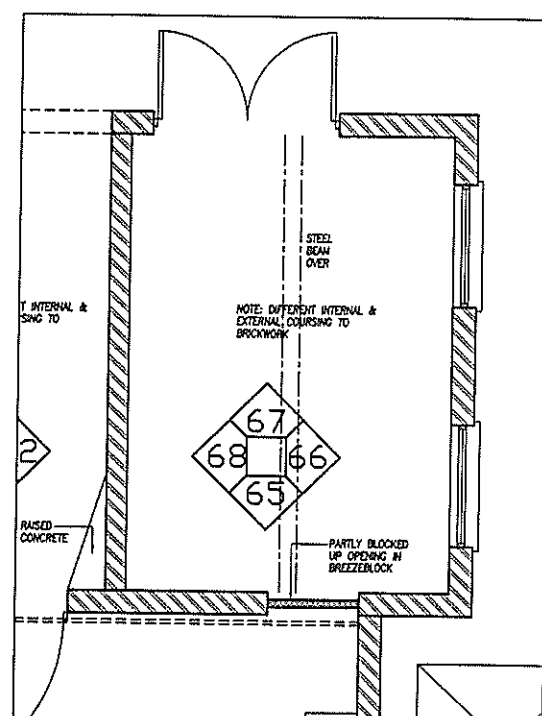 STEEL
BEAM
OVER
T INTERNAL &
SING TO
NOTE: DIFFERENT INTERNAL &
EXTERNAL COURSING TO
BRICKWORK
67
68
66
65
2
RAISED
CONCRETE
PARTLY BLOCKED
UP OPENING IN
BREEZEBLOCK